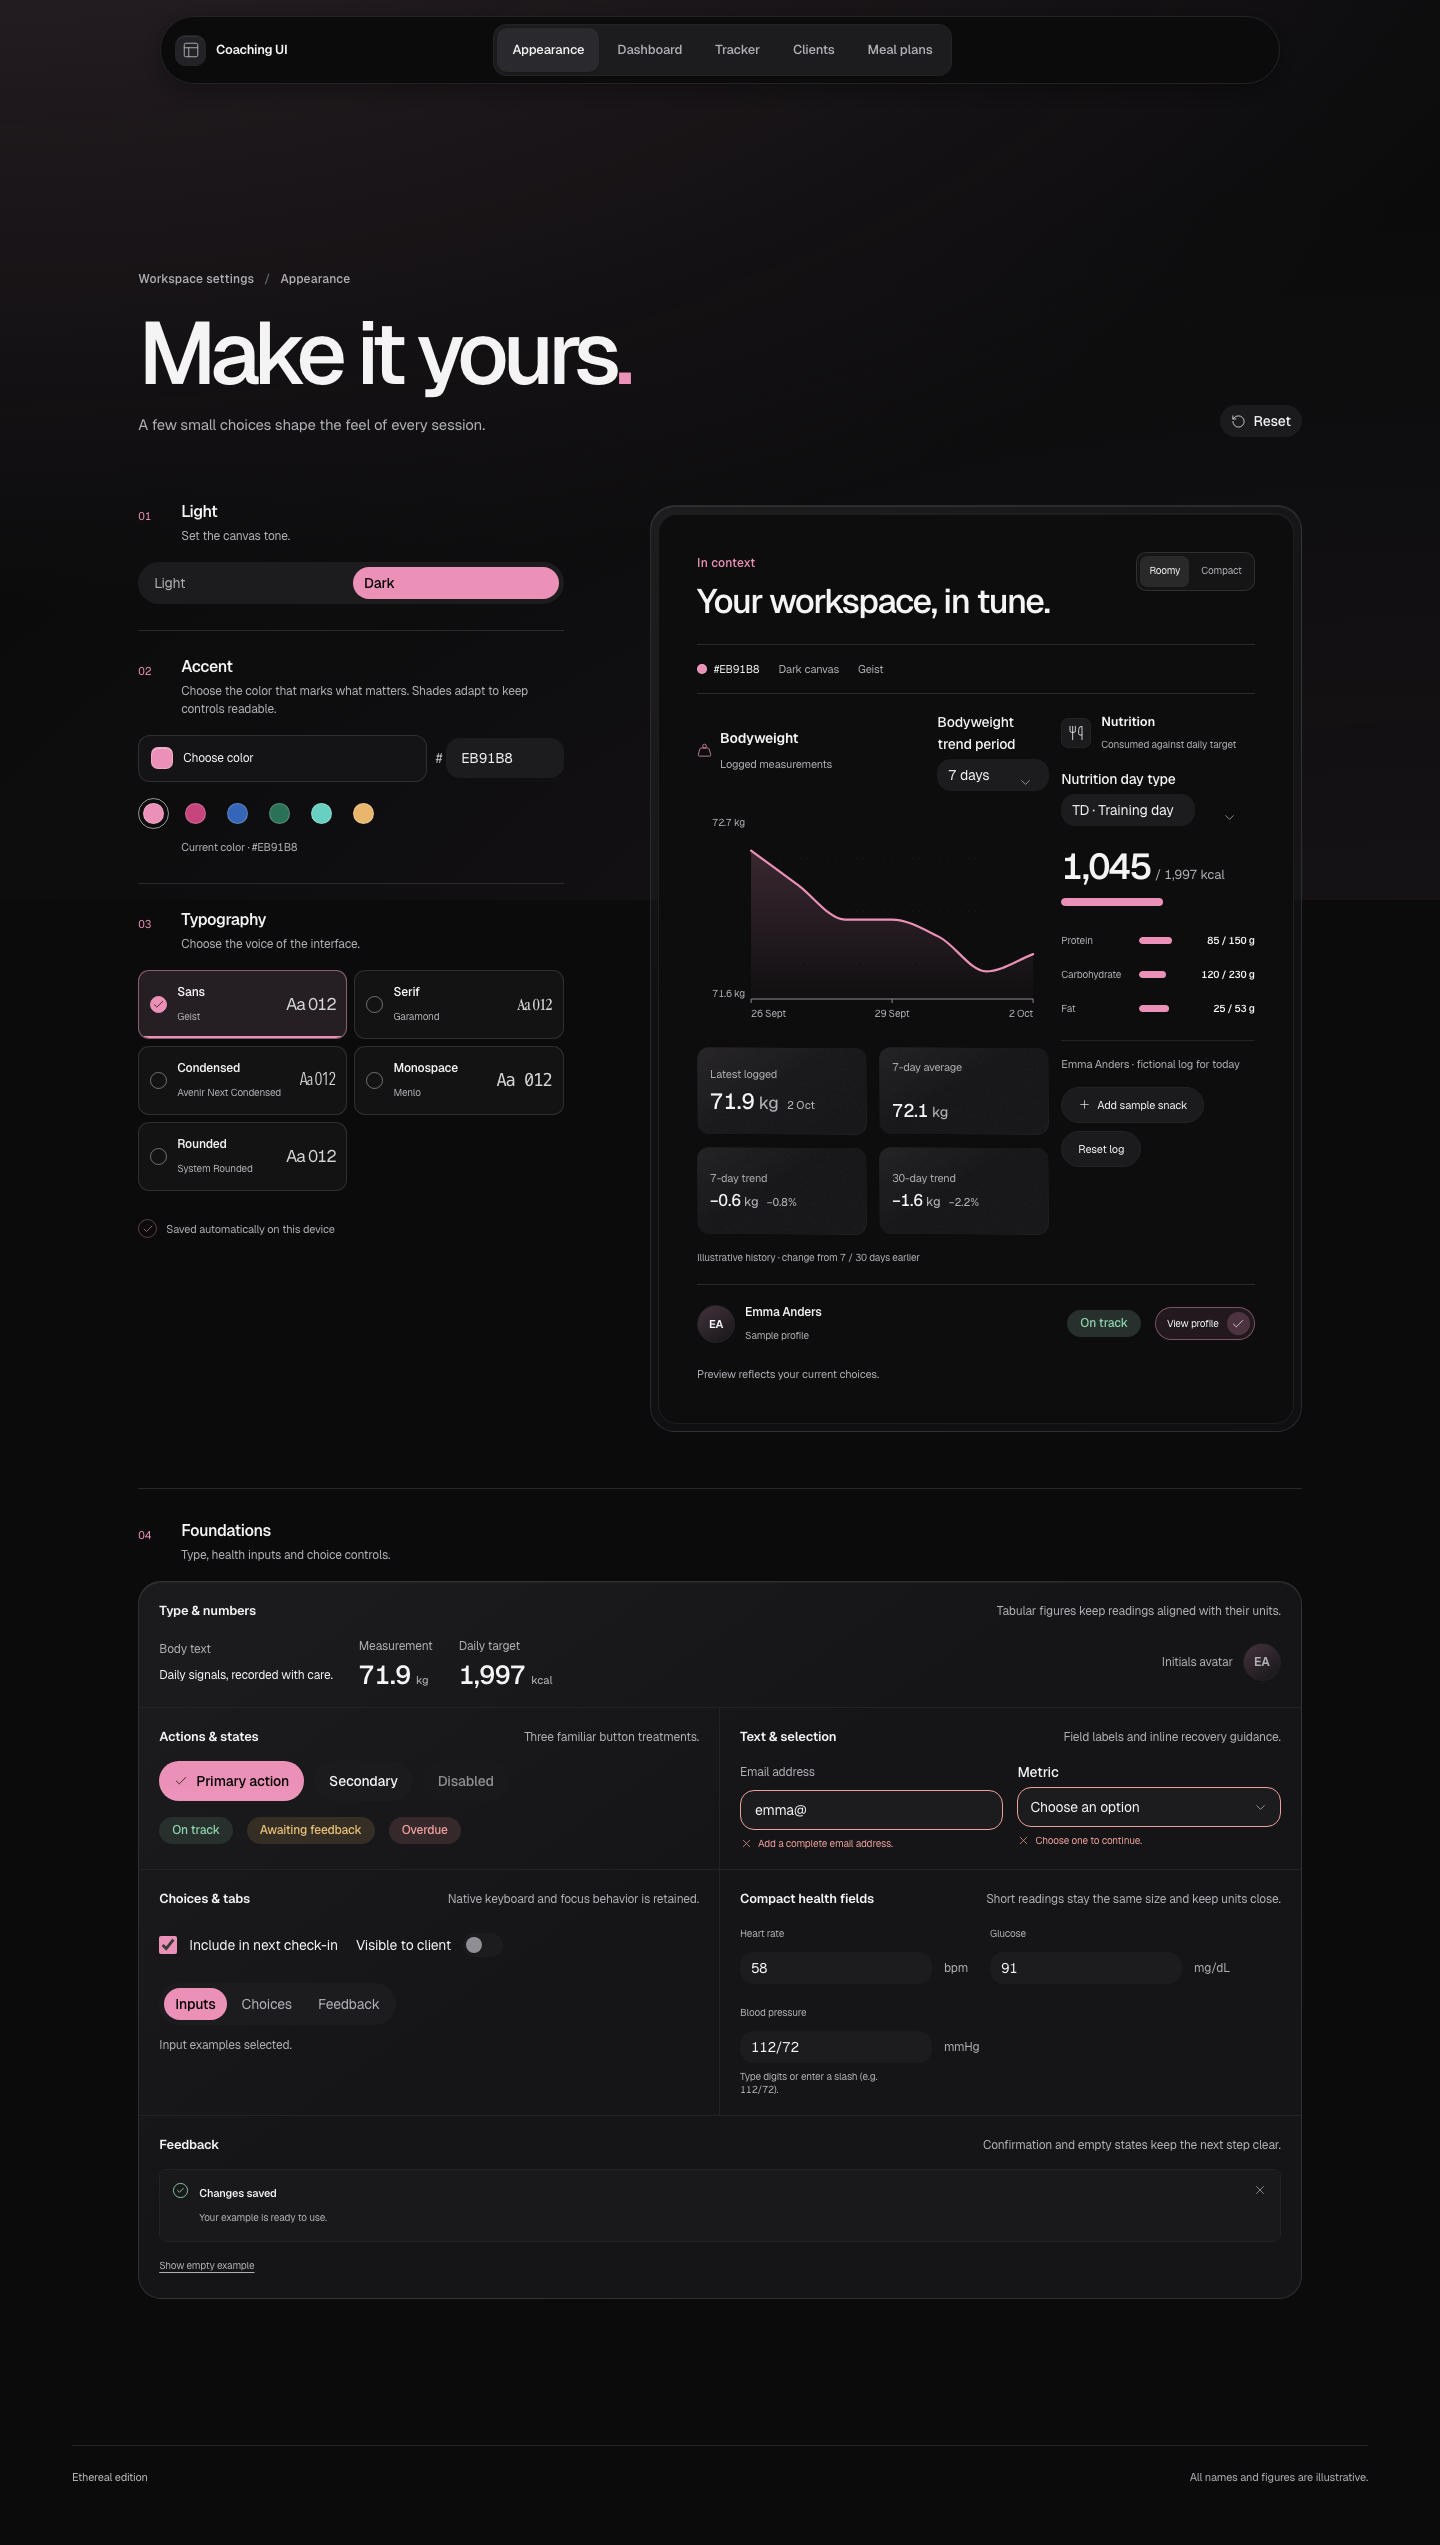 Coaching UI
Appearance
Dashboard
Tracker
Clients
Meal plans
Workspace settings / Appearance
Make it yours.
A few small choices shape the feel of every session.
Reset
01
Light
Set the canvas tone.
Light
Dark
02
Accent
Choose the color that marks what matters. Shades adapt to keep
controls readable.
Choose color
# EB91B8
Current color · #EB91B8
03
Typography
Choose the voice of the interface.
Sans
Geist
Aa 012
Serif
Garamond
Aa 012
Condensed
Avenir Next Condensed
Aa 012
Monospace
Menlo
Aa 012
Rounded
System Rounded
Aa 012
Saved automatically on this device
In context
Your workspace, in tune.
Roomy
Compact
#EB91B8
Dark canvas
Geist
Bodyweight
Logged measurements
Bodyweight
trend period
7 days
72.7 kg
71.6 kg
26 Sept
29 Sept
2 Oct
Latest logged
71.9 kg 2 Oct
7-day average
72.1 kg
7-day trend
−0.6 kg −0.8%
30-day trend
−1.6 kg −2.2%
Illustrative history · change from 7 / 30 days earlier
Nutrition
Consumed against daily target
Nutrition day type
TD · Training day
1,045 / 1,997 kcal
Protein
85 / 150 g
Carbohydrate
120 / 230 g
Fat
25 / 53 g
Emma Anders · fictional log for today
Add sample snack
Reset log
EA
Emma Anders
Sample profile
On track
View profile
Preview reflects your current choices.
04
Foundations
Type, health inputs and choice controls.
Type & numbers
Tabular figures keep readings aligned with their units.
Body text
Daily signals, recorded with care.
Measurement
71.9 kg
Daily target
1,997 kcal
Initials avatar
EA
Actions & states
Three familiar button treatments.
Primary action
Secondary
Disabled
On track
Awaiting feedback
Overdue
Text & selection
Field labels and inline recovery guidance.
Email address
emma@
Add a complete email address.
Metric
Choose an option
Choose one to continue.
Choices & tabs
Native keyboard and focus behavior is retained.
Include in next check-in
Visible to client
Inputs
Choices
Feedback
Input examples selected.
Compact health fields
Short readings stay the same size and keep units close.
Heart rate
58
bpm
Glucose
91
mg/dL
Blood pressure
112/72
mmHg
Type digits or enter a slash (e.g.
112/72).
Feedback
Confirmation and empty states keep the next step clear.
Changes saved
Your example is ready to use.
Show empty example
Ethereal edition
All names and figures are illustrative.